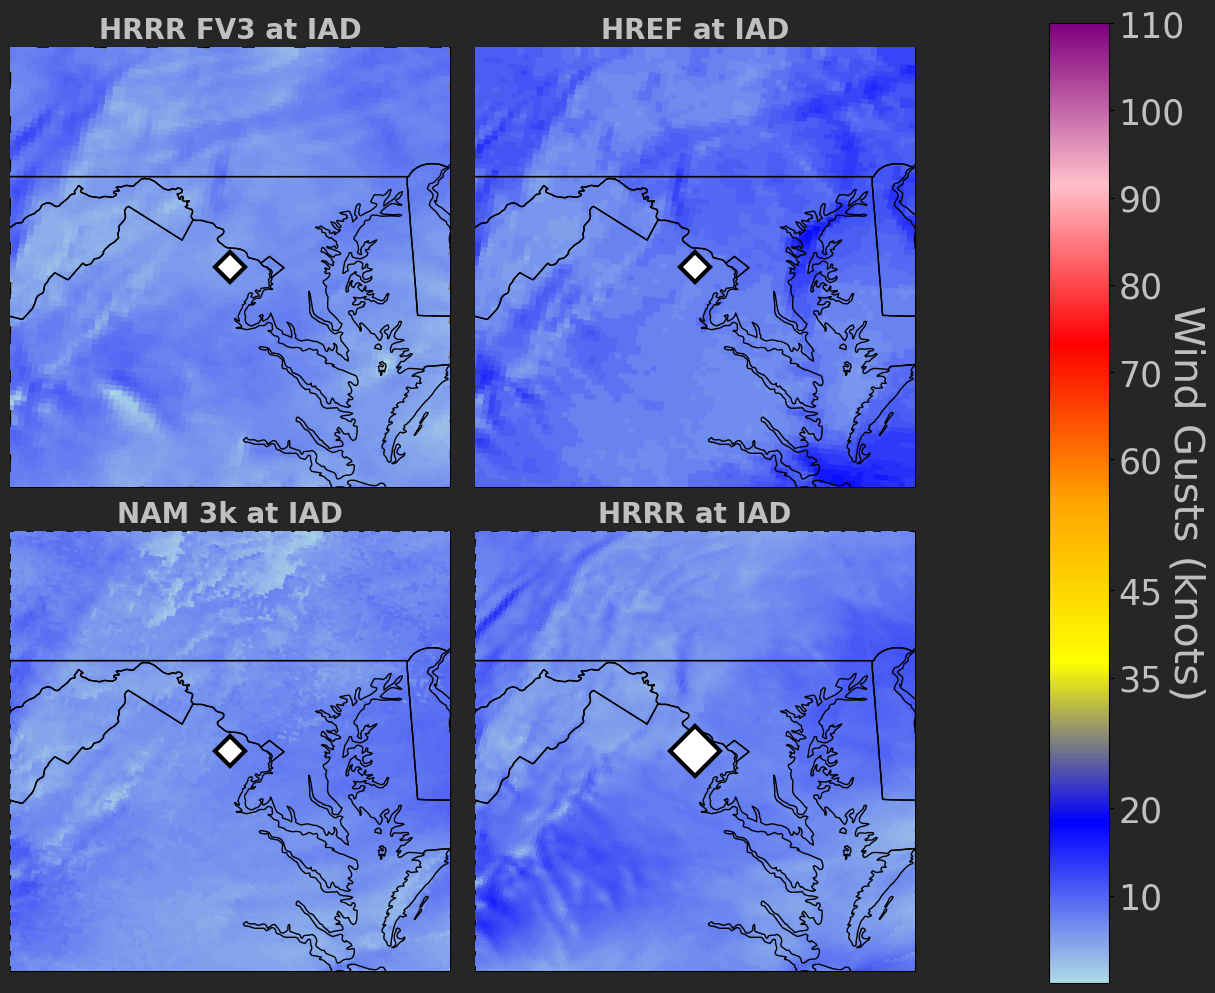 HRRR FV3 at IAD
HREF at IAD
NAM 3k at IAD
HRRR at IAD
110
100
90
80
70
60
45
35
20
10
Wind Gusts (knots)